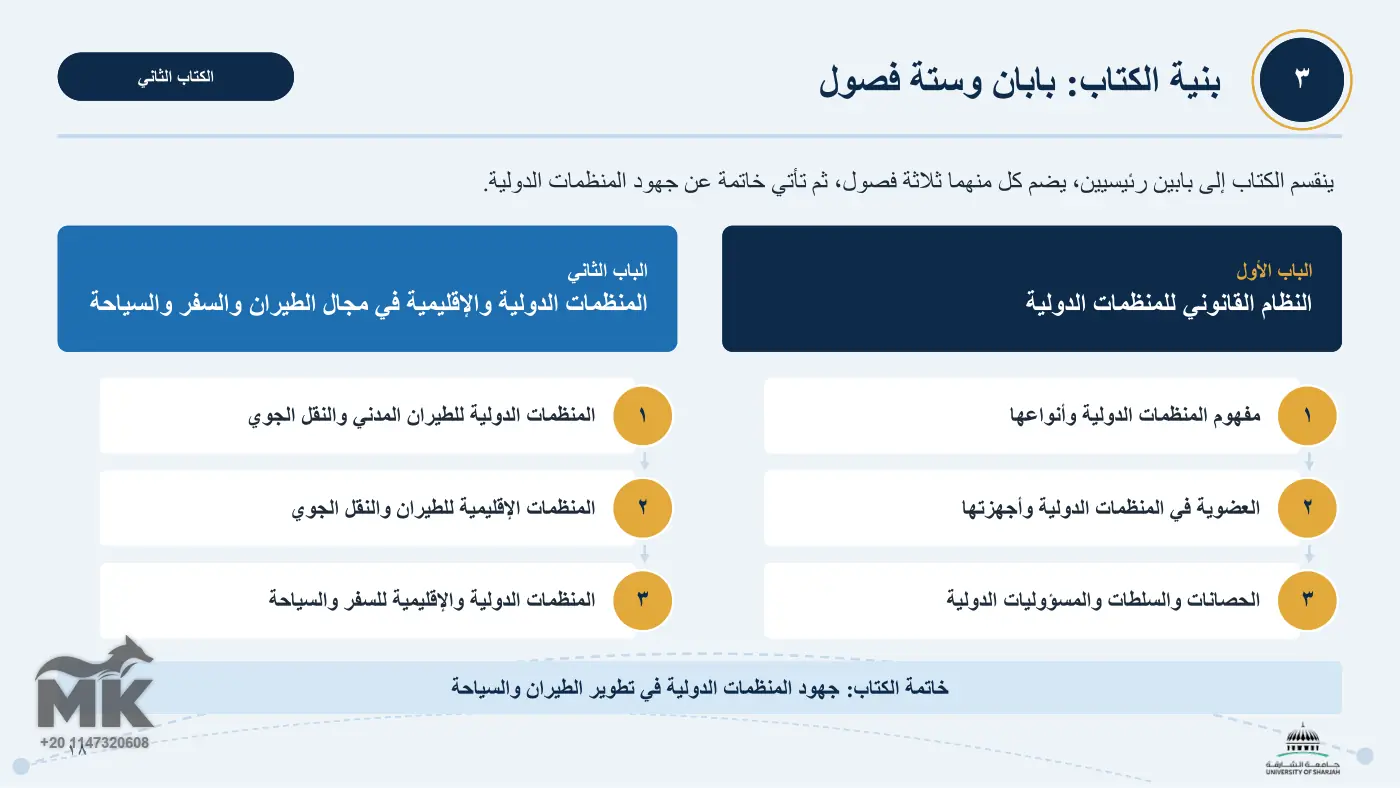 ٣
بنية الكتاب: بابان وستة فصول
الكتاب الثاني
ينقسم الكتاب إلى بابين رئيسيين، يضم كل منهما ثلاثة فصول، ثم تأتي خاتمة عن جهود المنظمات الدولية.
الباب الأول
النظام القانوني للمنظمات الدولية
١
مفهوم المنظمات الدولية وأنواعها
٢
العضوية في المنظمات الدولية وأجهزتها
٣
الحصانات والسلطات والمسؤوليات الدولية
الباب الثاني
المنظمات الدولية والإقليمية في مجال الطيران والسفر والسياحة
١
المنظمات الدولية للطيران المدني والنقل الجوي
٢
المنظمات الإقليمية للطيران والنقل الجوي
٣
المنظمات الدولية والإقليمية للسفر والسياحة
خاتمة الكتاب: جهود المنظمات الدولية في تطوير الطيران والسياحة
MK
+20 1147320608
جامعة الشارقة
UNIVERSITY OF SHARJAH